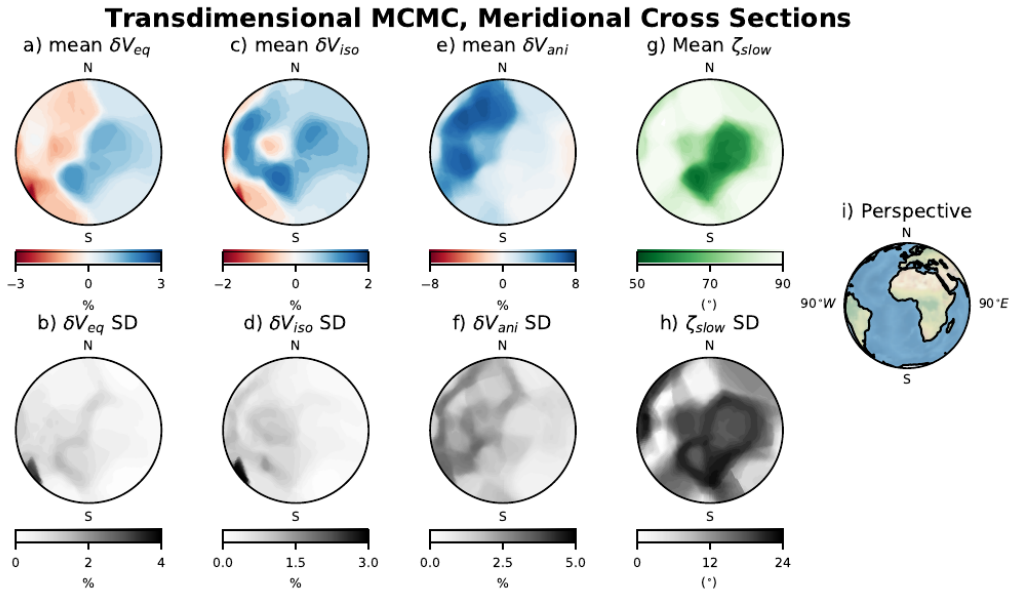 Transdimensional MCMC, Meridional Cross Sections
a) mean δV_eq c) mean δV_iso e) mean δV_ani g) Mean ζ_slow
N N N N
S S S S
−3 0 3 −2 0 2 −8 0 8 50 70 90
% % % (°)
i) Perspective
N
90°W 90°E
S
b) δV_eq SD d) δV_iso SD f) δV_ani SD h) ζ_slow SD
N N N N
S S S S
0 2 4 0.0 1.5 3.0 0.0 2.5 5.0 0 12 24
% % % (°)